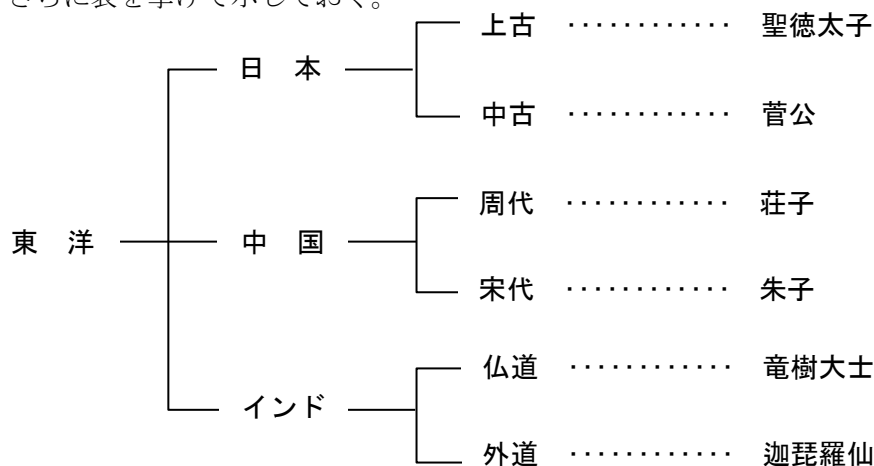 さらに表を挙げて示しておく。
上古 ………… 聖徳太子
日 本
中古 ………… 菅公
周代 ………… 荘子
東 洋
中 国
宋代 ………… 朱子
仏道 ………… 竜樹大士
インド
外道 ………… 迦毘羅仙